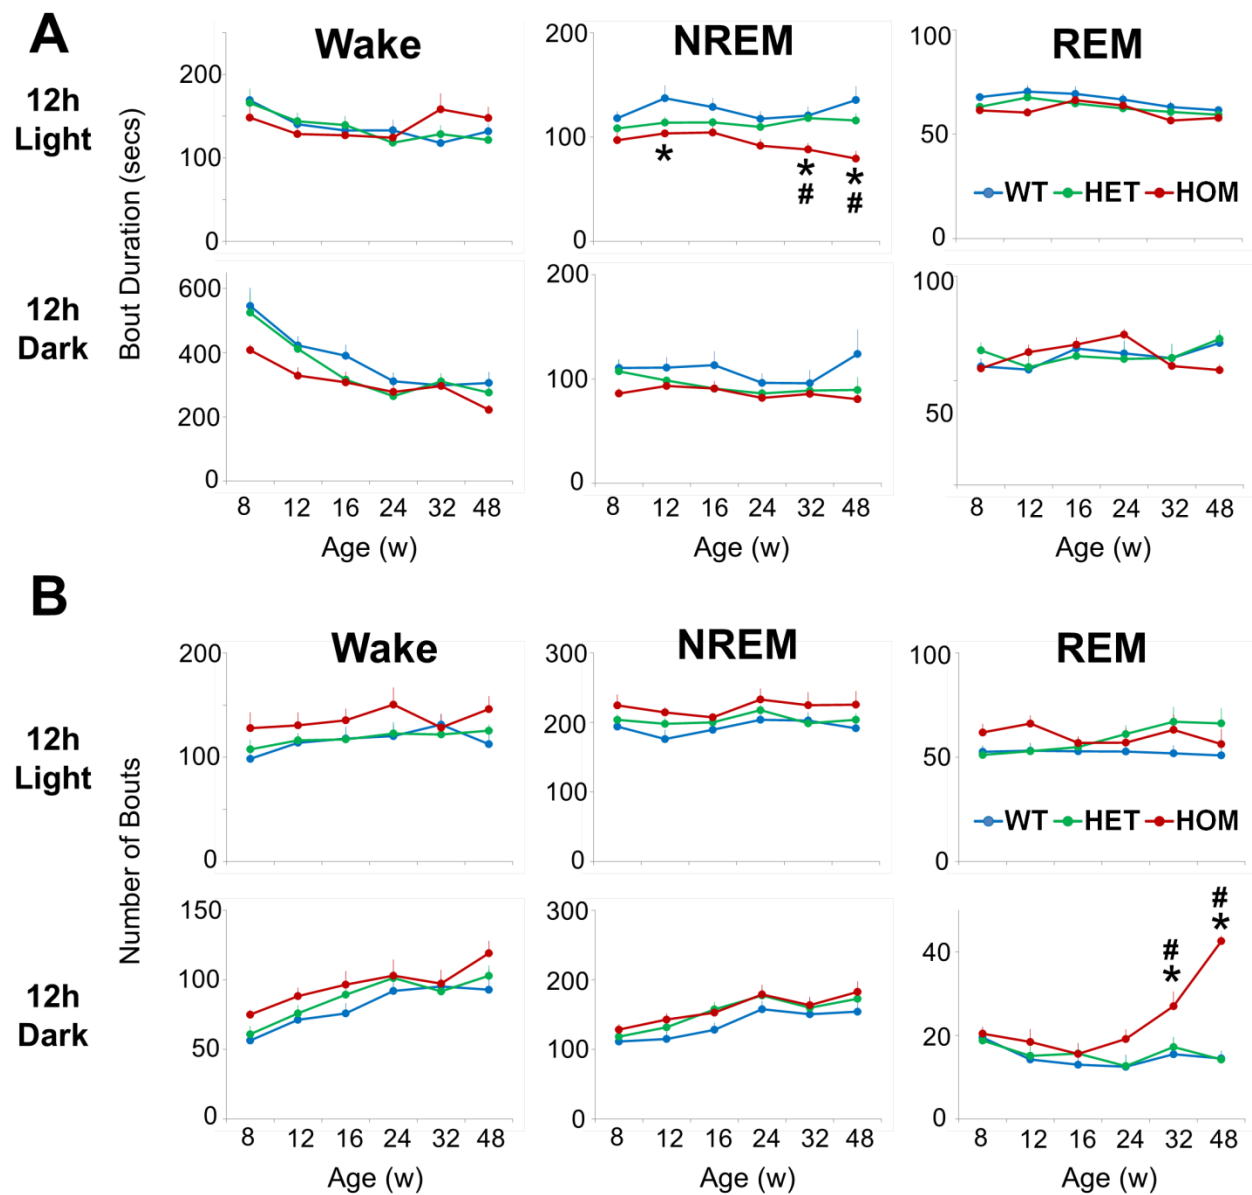 A
Wake
NREM
REM
12h
Light
12h
Dark
Bout Duration (secs)
200
100
0
200
100
0
*
*
#
*
#
100
50
0
WT HET HOM
600
400
200
0
8 12 16 24 32 48
Age (w)
200
100
0
8 12 16 24 32 48
Age (w)
100
50
8 12 16 24 32 48
Age (w)
B
Wake
NREM
REM
12h
Light
12h
Dark
Number of Bouts
200
100
0
300
200
100
0
100
50
0
WT HET HOM
150
100
50
0
8 12 16 24 32 48
Age (w)
300
200
100
0
8 12 16 24 32 48
Age (w)
40
20
0
#
*
#
*
8 12 16 24 32 48
Age (w)